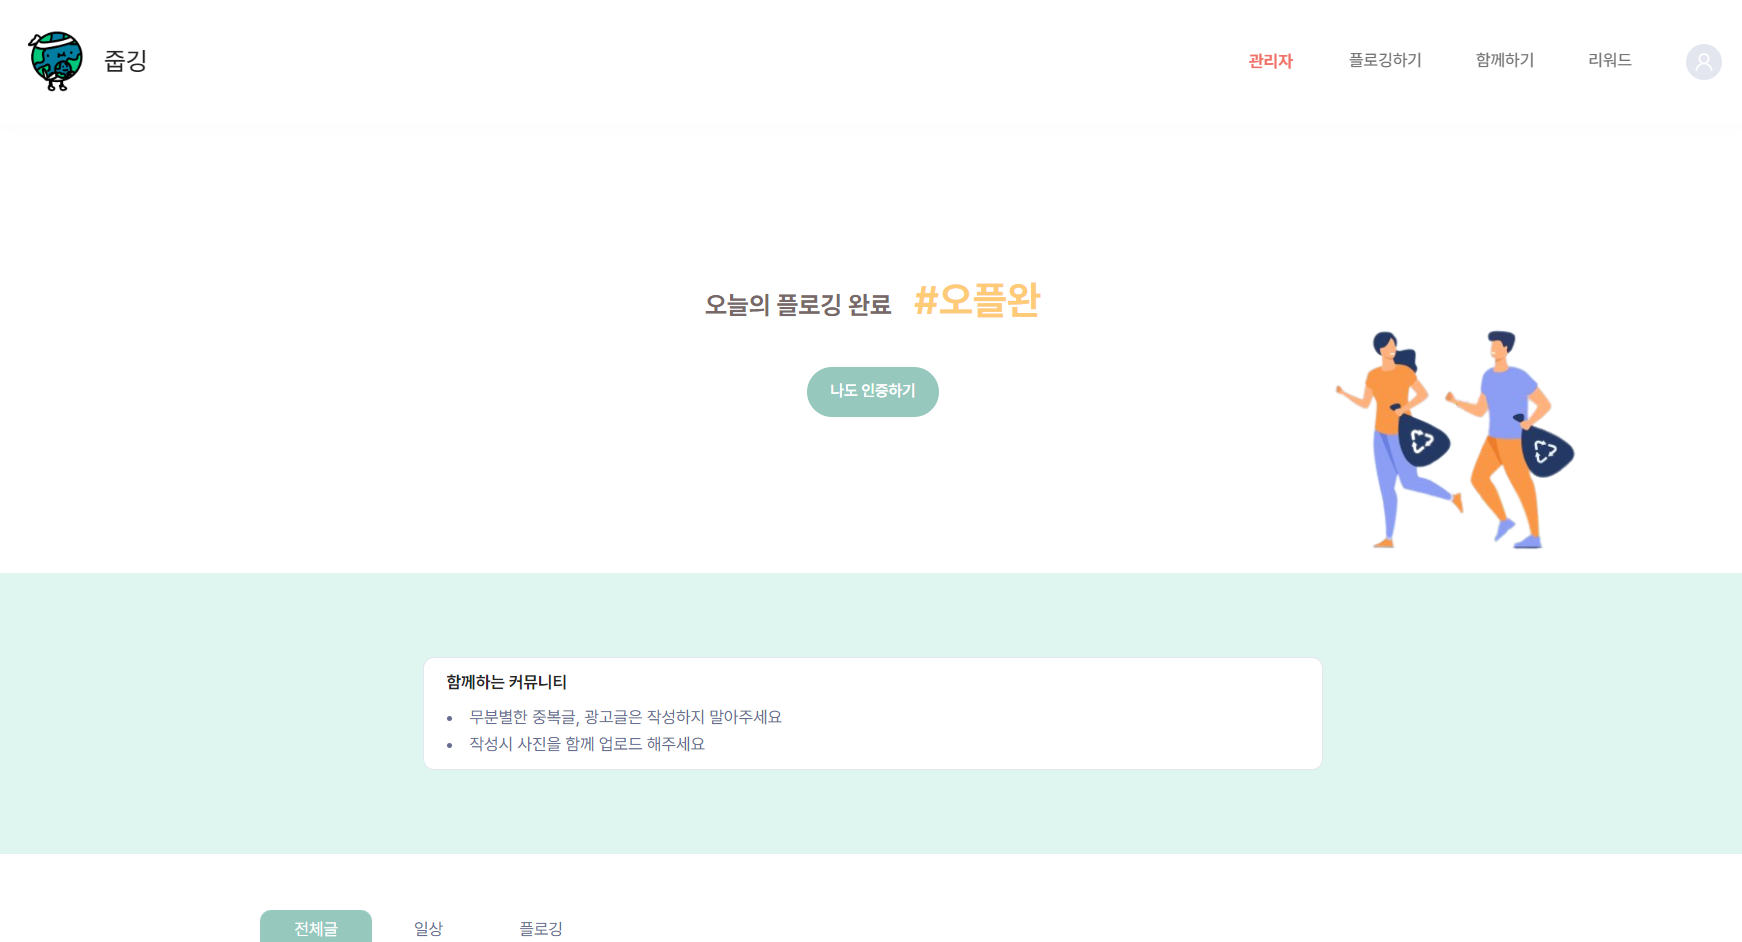 줍깅
관리자 플로깅하기 함께하기 리워드
오늘의 플로깅 완료 #오플완
나도 인증하기
함께하는 커뮤니티
• 무분별한 중복글, 광고글은 작성하지 말아주세요
• 작성시 사진을 함께 업로드 해주세요
전체글 일상 플로깅